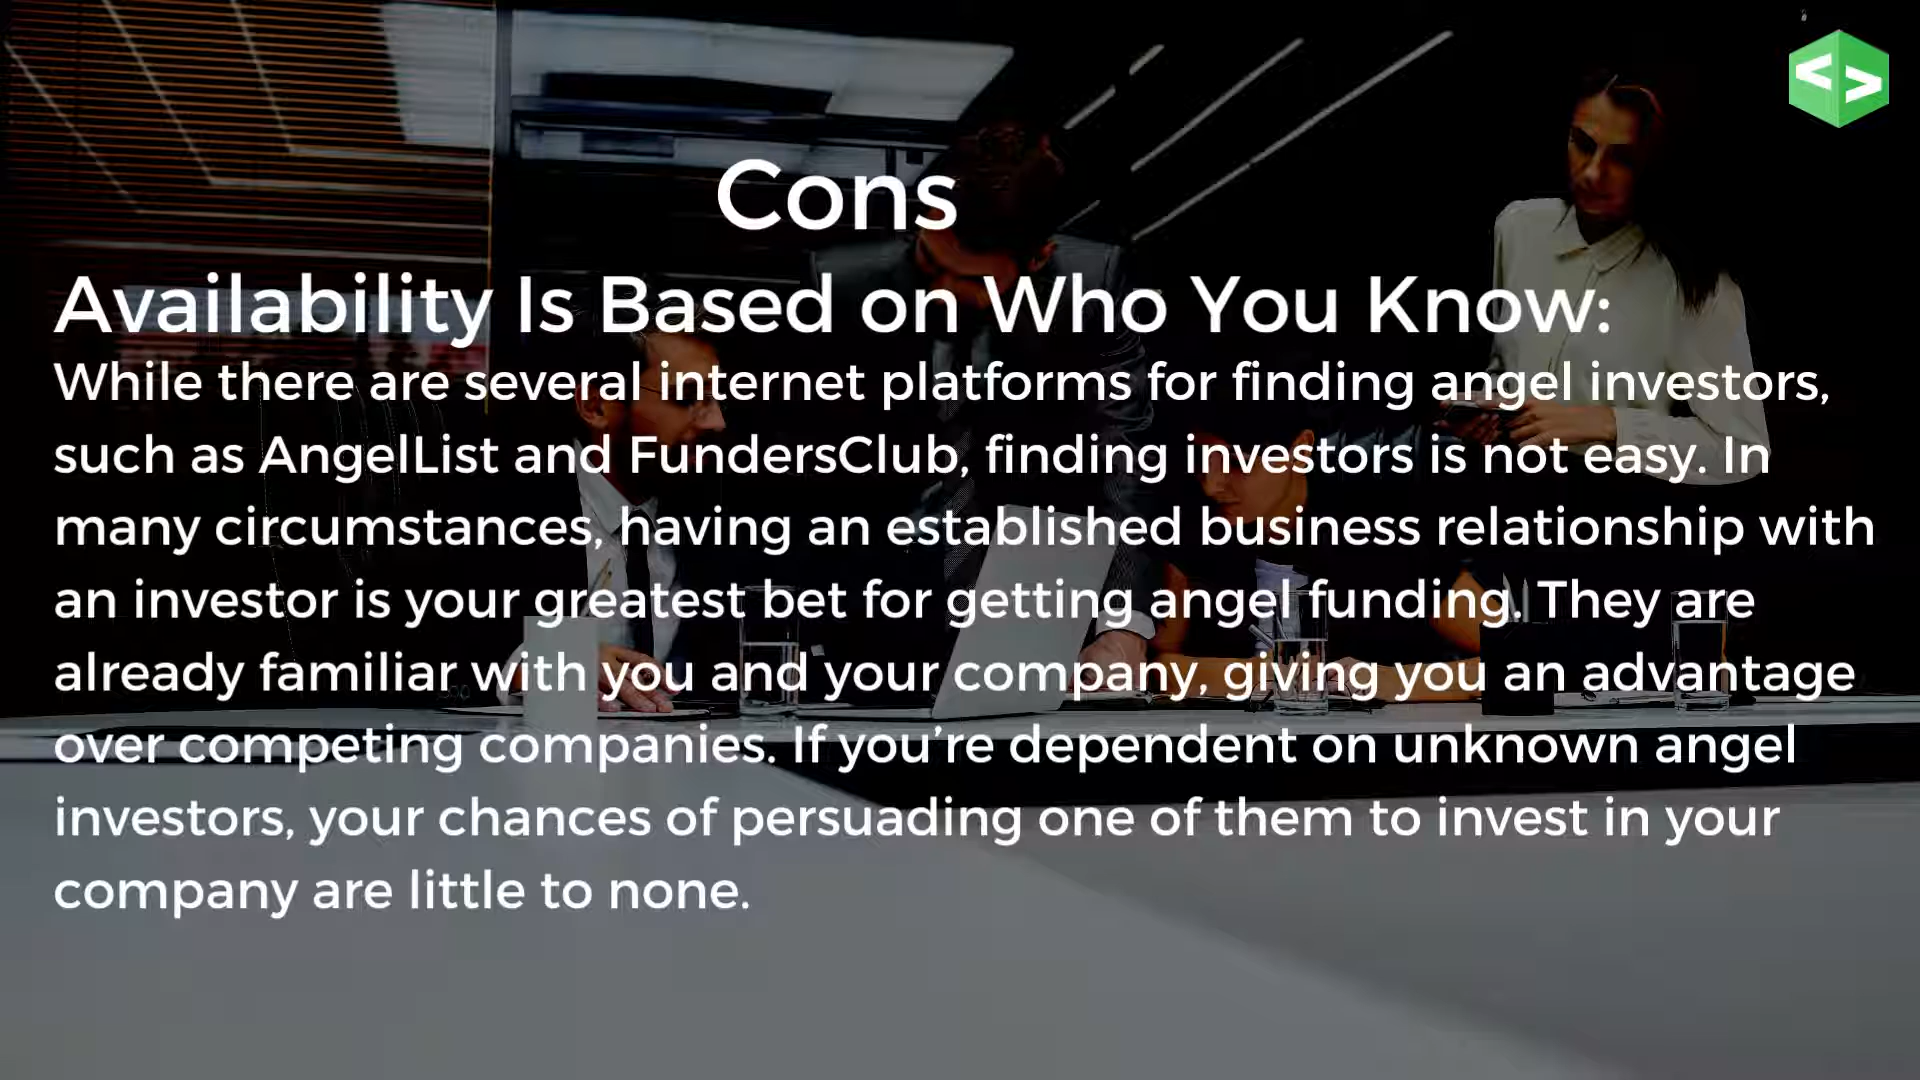 Cons
Availability Is Based on Who You Know:
While there are several internet platforms for finding angel investors,
such as AngelList and FundersClub, finding investors is not easy. In
many circumstances, having an established business relationship with
an investor is your greatest bet for getting angel funding. They are
already familiar with you and your company, giving you an advantage
over competing companies. If you’re dependent on unknown angel
investors, your chances of persuading one of them to invest in your
company are little to none.